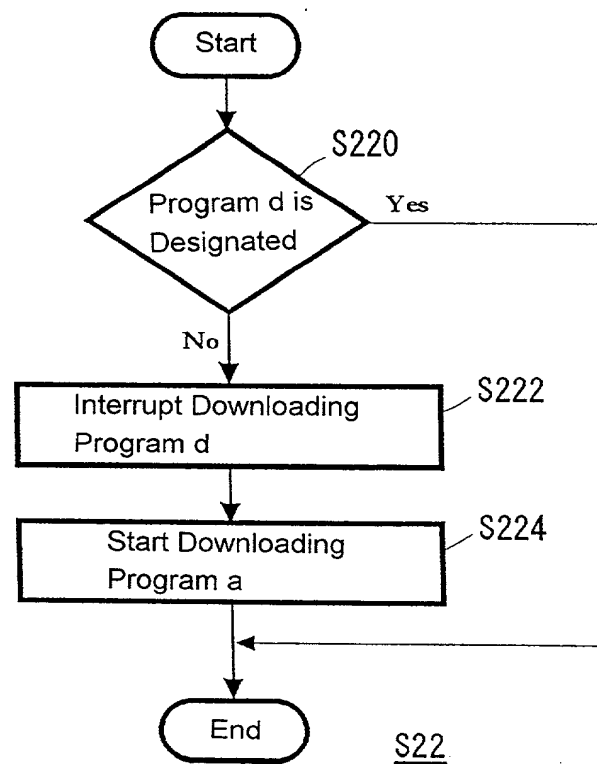 Start
S220
Program d is
Designated
Yes
No
Interrupt Downloading
Program d
S222
Start Downloading
Program a
S224
End
S22